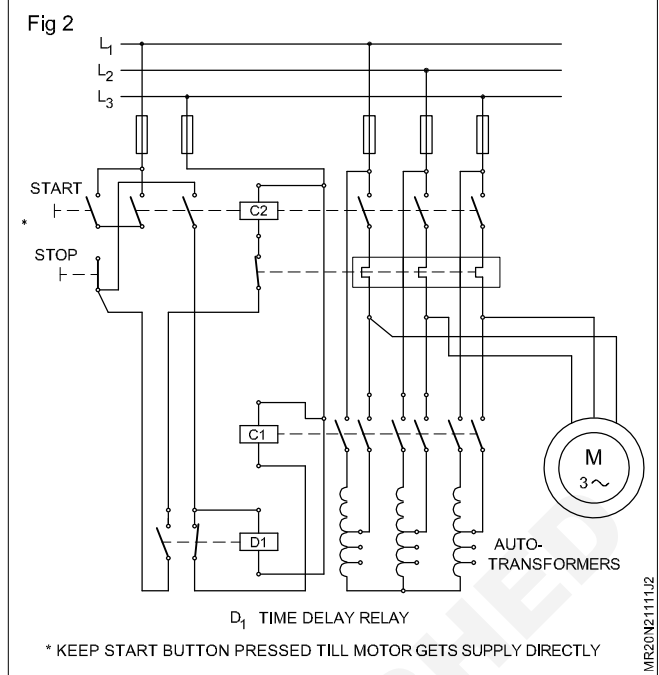 Fig 2
L1
L2
L3
START
*
STOP
C2
C1
D1
M
3~
AUTO-
TRANSFORMERS
D1 TIME DELAY RELAY
* KEEP START BUTTON PRESSED TILL MOTOR GETS SUPPLY DIRECTLY
MR20N21111J2